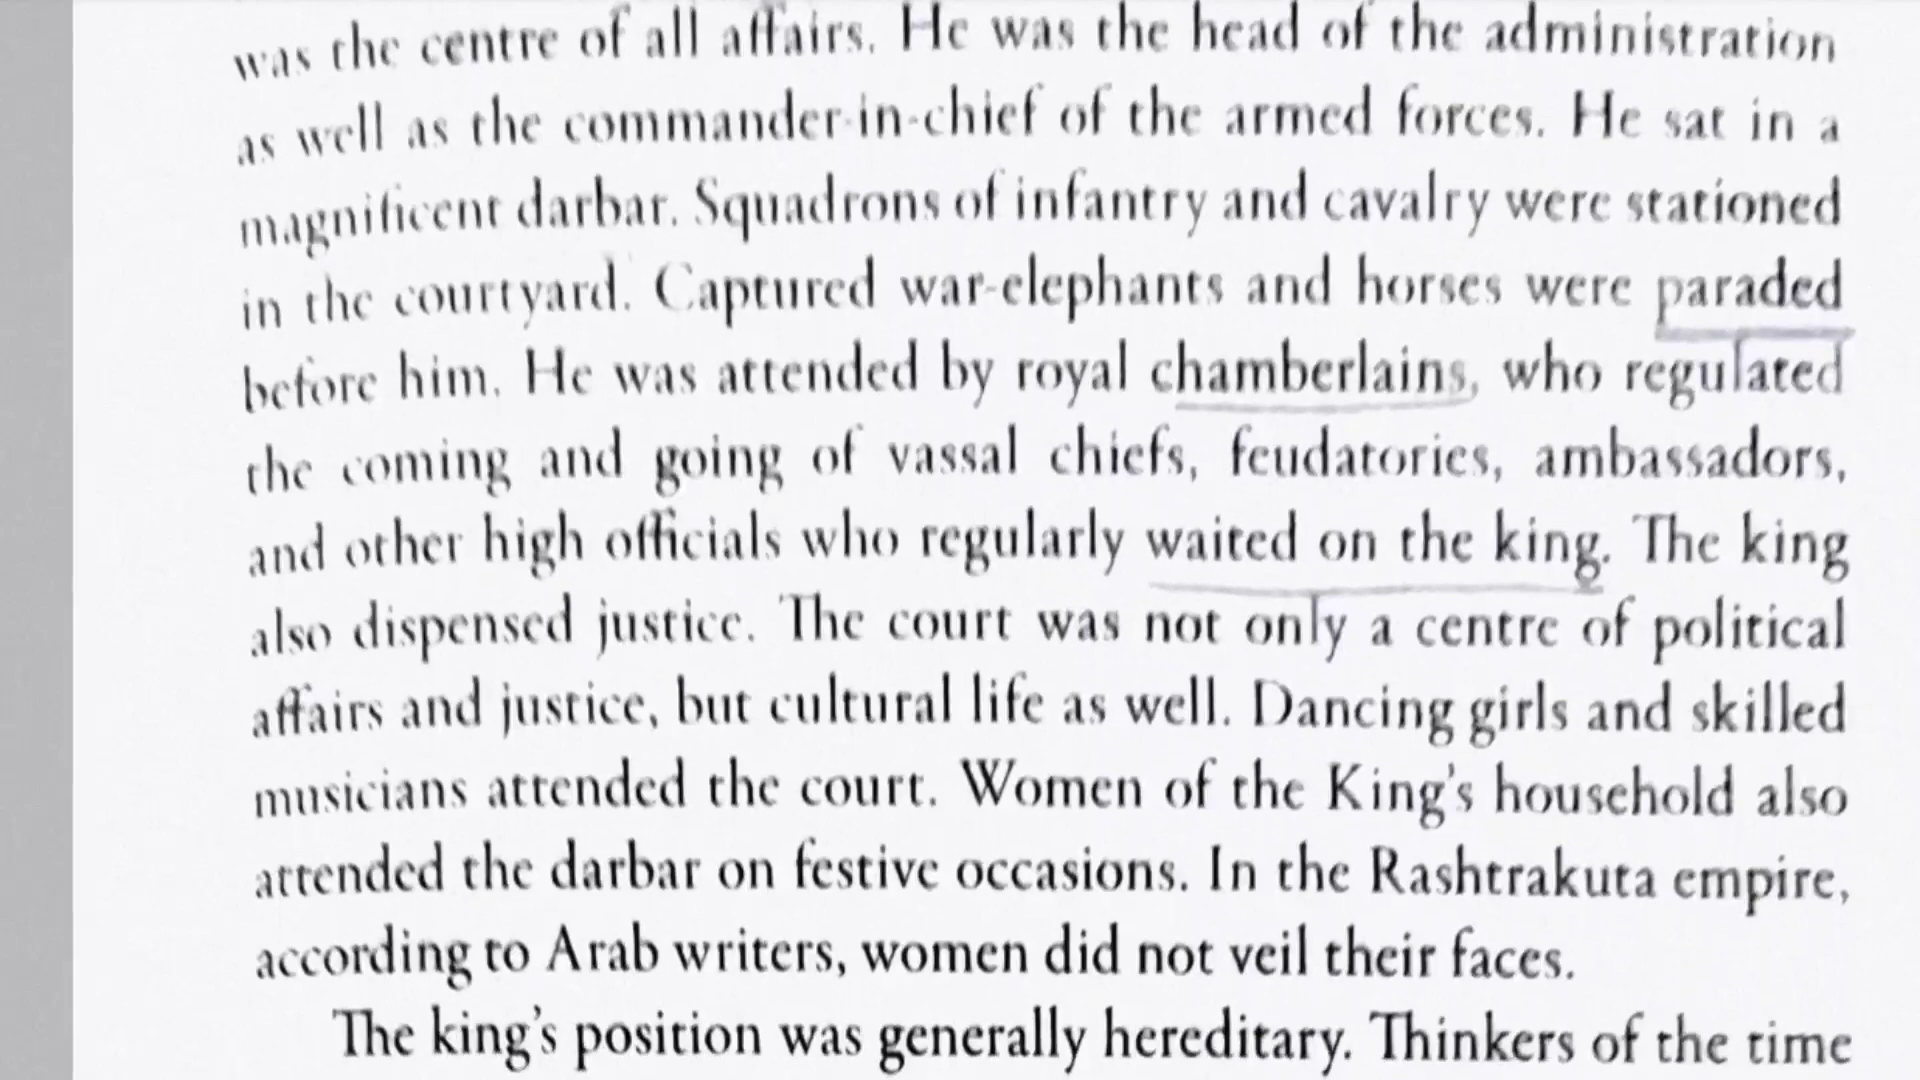 was the centre of all affairs. He was the head of the administration
as well as the commander-in-chief of the armed forces. He sat in a
magnificent darbar. Squadrons of infantry and cavalry were stationed
in the courtyard. Captured war-elephants and horses were paraded
before him. He was attended by royal chamberlains, who regulated
the coming and going of vassal chiefs, feudatories, ambassadors,
and other high officials who regularly waited on the king. The king
also dispensed justice. The court was not only a centre of political
affairs and justice, but cultural life as well. Dancing girls and skilled
musicians attended the court. Women of the King's household also
attended the darbar on festive occasions. In the Rashtrakuta empire,
according to Arab writers, women did not veil their faces.
The king's position was generally hereditary. Thinkers of the time